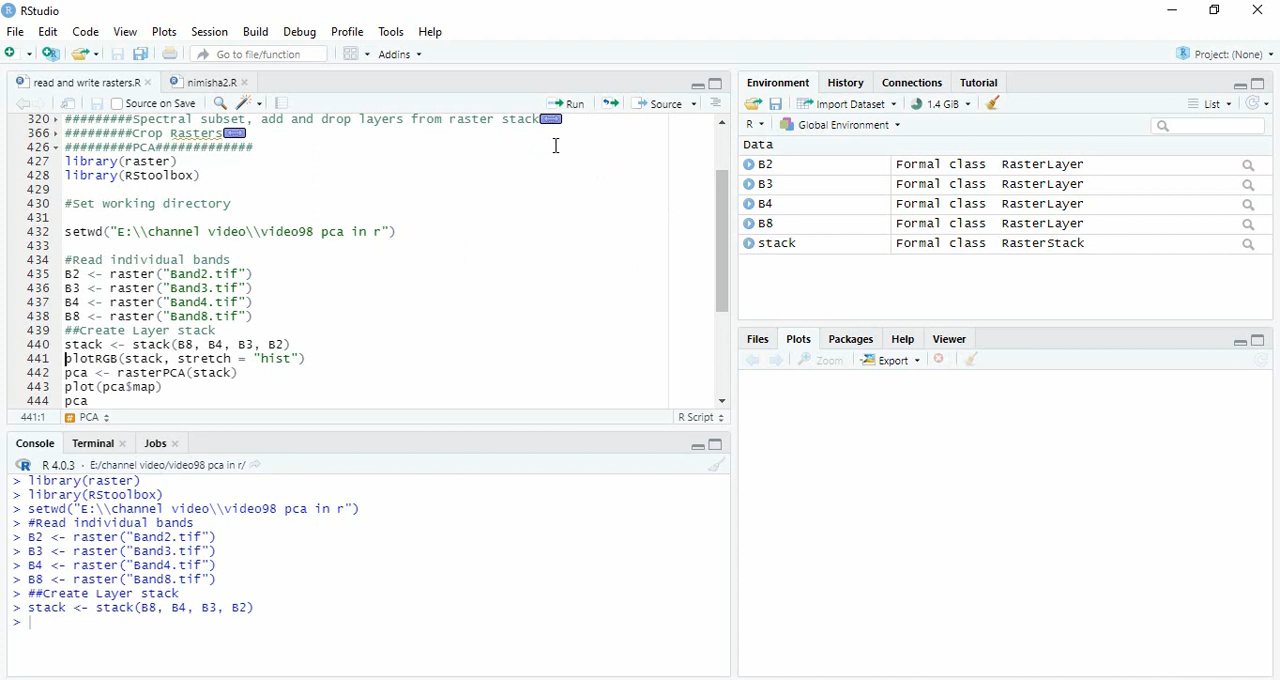 RStudio
File Edit Code View Plots Session Build Debug Profile Tools Help
Go to file/function Addins Project: (None)
read and write rasters.R nimisha2.R
Source on Save Run Source
320 #########Spectral subset, add and drop layers from raster stack
366 #########Crop Rasters
426 #########PCA#############
427 library(raster)
428 library(RStoolbox)
429
430 #Set working directory
431
432 setwd("E:\\channel video\\video98 pca in r")
433
434 #Read individual bands
435 B2 <- raster("Band2.tif")
436 B3 <- raster("Band3.tif")
437 B4 <- raster("Band4.tif")
438 B8 <- raster("Band8.tif")
439 ##Create Layer stack
440 stack <- stack(B8, B4, B3, B2)
441 plotRGB(stack, stretch = "hist")
442 pca <- rasterPCA(stack)
443 plot(pca$map)
444 pca
441:1 PCA R Script
Console Terminal Jobs
R 4.0.3 · E:/channel video/video98 pca in r/
> library(raster)
> library(RStoolbox)
> setwd("E:\\channel video\\video98 pca in r")
> #Read individual bands
> B2 <- raster("Band2.tif")
> B3 <- raster("Band3.tif")
> B4 <- raster("Band4.tif")
> B8 <- raster("Band8.tif")
> ##Create Layer stack
> stack <- stack(B8, B4, B3, B2)
>
Environment History Connections Tutorial
Import Dataset 1.4 GiB List
R Global Environment
Data
B2 Formal class RasterLayer
B3 Formal class RasterLayer
B4 Formal class RasterLayer
B8 Formal class RasterLayer
stack Formal class RasterStack
Files Plots Packages Help Viewer
Zoom Export